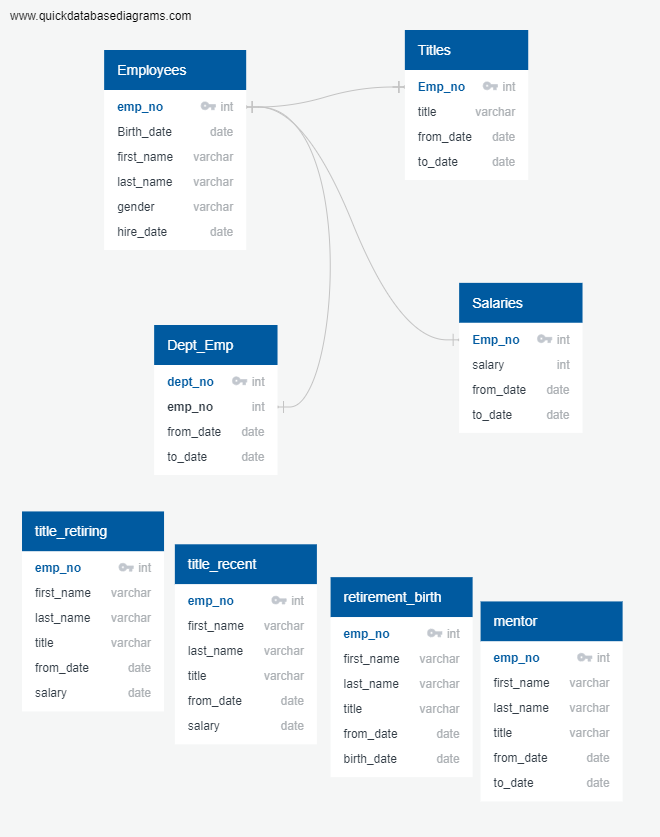 www.quickdatabasediagrams.com
Employees
emp_no int
Birth_date date
first_name varchar
last_name varchar
gender varchar
hire_date date
Titles
Emp_no int
title varchar
from_date date
to_date date
Salaries
Emp_no int
salary int
from_date date
to_date date
Dept_Emp
dept_no int
emp_no int
from_date date
to_date date
title_retiring
emp_no int
first_name varchar
last_name varchar
title varchar
from_date date
salary date
title_recent
emp_no int
first_name varchar
last_name varchar
title varchar
from_date date
salary date
retirement_birth
emp_no int
first_name varchar
last_name varchar
title varchar
from_date date
birth_date date
mentor
emp_no int
first_name varchar
last_name varchar
title varchar
from_date date
to_date date